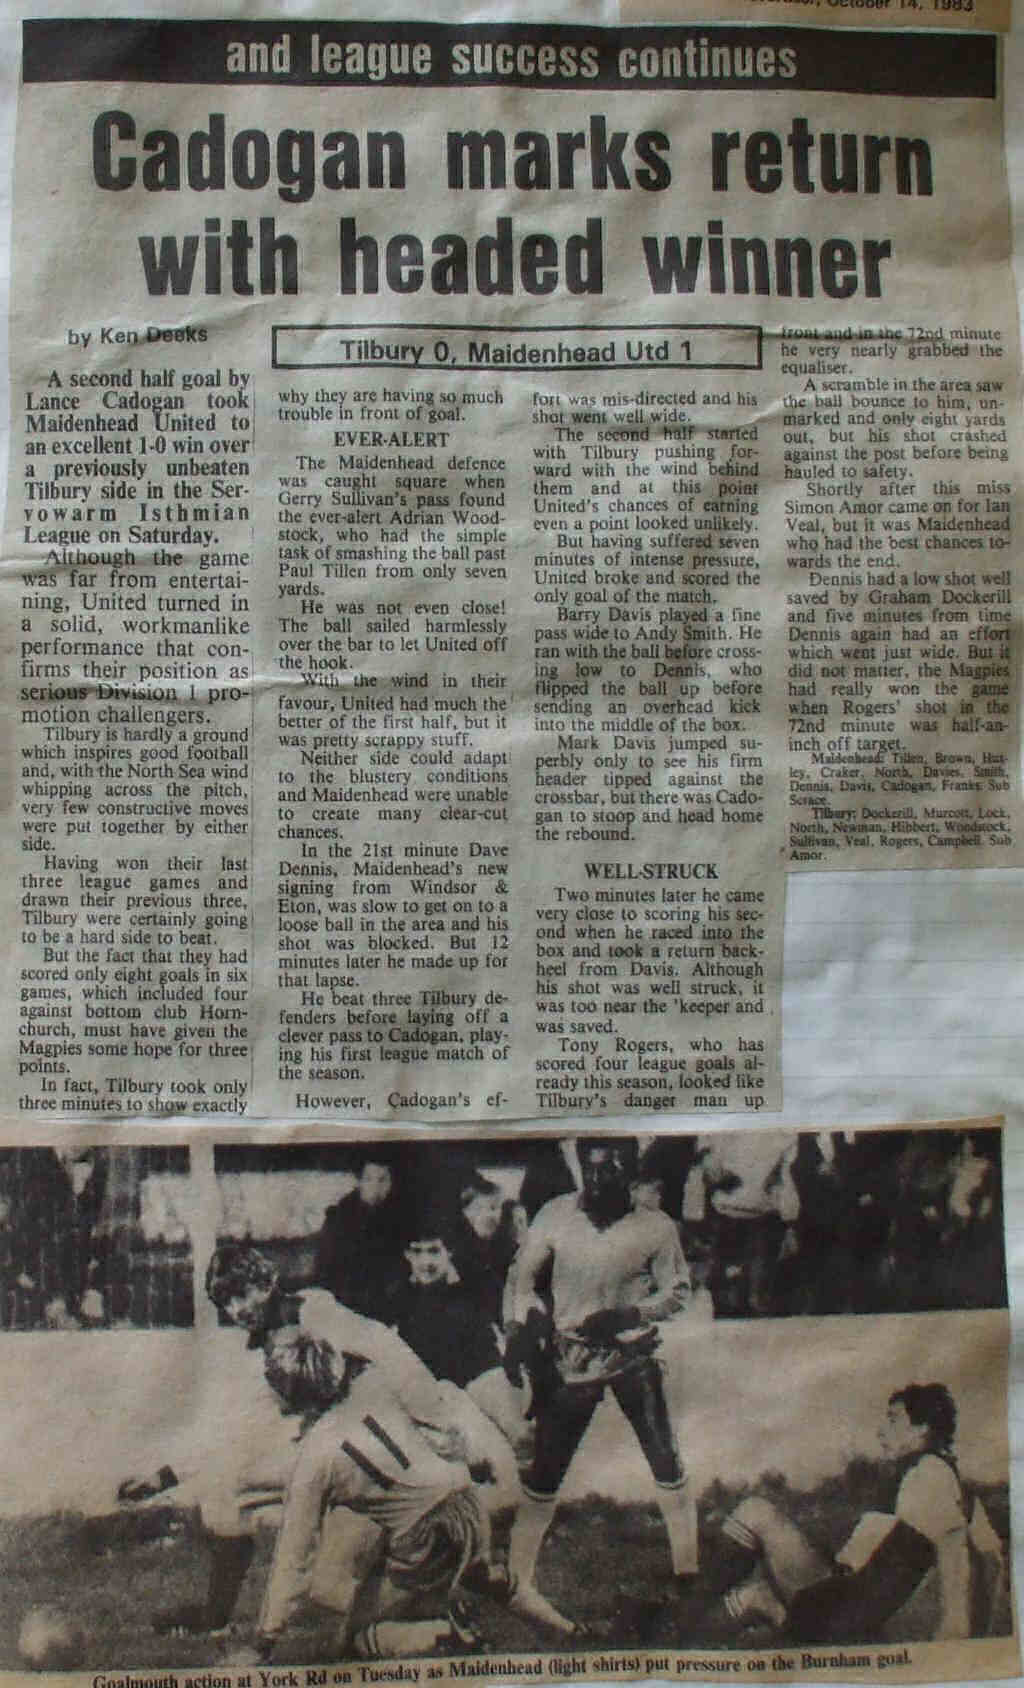 October 14, 1983
and league success continues
Cadogan marks return
with headed winner
by Ken Deeks
Tilbury 0, Maidenhead Utd 1
A second half goal by
Lance Cadogan took
Maidenhead United to
an excellent 1-0 win over
a previously unbeaten
Tilbury side in the Ser-
vowarm Isthmian
League on Saturday.
Although the game
was far from entertai-
ning, United turned in
a solid, workmanlike
performance that con-
firms their position as
serious Division 1 pro-
motion challengers.
Tilbury is hardly a ground
which inspires good football
and, with the North Sea wind
whipping across the pitch,
very few constructive moves
were put together by either
side.
Having won their last
three league games and
drawn their previous three,
Tilbury were certainly going
to be a hard side to beat.
But the fact that they had
scored only eight goals in six
games, which included four
against bottom club Horn-
church, must have given the
Magpies some hope for three
points.
In fact, Tilbury took only
three minutes to show exactly
why they are having so much
trouble in front of goal.
EVER-ALERT
The Maidenhead defence
was caught square when
Gerry Sullivan's pass found
the ever-alert Adrian Wood-
stock, who had the simple
task of smashing the ball past
Paul Tillen from only seven
yards.
He was not even close!
The ball sailed harmlessly
over the bar to let United off
the hook.
With the wind in their
favour, United had much the
better of the first half, but it
was pretty scrappy stuff.
Neither side could adapt
to the blustery conditions
and Maidenhead were unable
to create many clear-cut
chances.
In the 21st minute Dave
Dennis, Maidenhead's new
signing from Windsor &
Eton, was slow to get on to a
loose ball in the area and his
shot was blocked. But 12
minutes later he made up for
that lapse.
He beat three Tilbury de-
fenders before laying off a
clever pass to Cadogan, play-
ing his first league match of
the season.
However, Cadogan's ef-
fort was mis-directed and his
shot went well wide.
The second half started
with Tilbury pushing for-
ward with the wind behind
them and at this point
United's chances of earning
even a point looked unlikely.
But having suffered seven
minutes of intense pressure,
United broke and scored the
only goal of the match.
Barry Davis played a fine
pass wide to Andy Smith. He
ran with the ball before cross-
ing low to Dennis, who
flipped the ball up before
sending an overhead kick
into the middle of the box.
Mark Davis jumped su-
perbly only to see his firm
header tipped against the
crossbar, but there was Cado-
gan to stoop and head home
the rebound.
WELL-STRUCK
Two minutes later he came
very close to scoring his sec-
ond when he raced into the
box and took a return back-
heel from Davis. Although
his shot was well struck, it
was too near the 'keeper and
was saved.
Tony Rogers, who has
scored four league goals al-
ready this season, looked like
Tilbury's danger man up
front and in the 72nd minute
he very nearly grabbed the
equaliser.
A scramble in the area saw
the ball bounce to him, un-
marked and only eight yards
out, but his shot crashed
against the post before being
hauled to safety.
Shortly after this miss
Simon Amor came on for Ian
Veal, but it was Maidenhead
who had the best chances to-
wards the end.
Dennis had a low shot well
saved by Graham Dockerill
and five minutes from time
Dennis again had an effort
which went just wide. But it
did not matter, the Magpies
had really won the game
when Rogers' shot in the
72nd minute was half-an-
inch off target.
Maidenhead: Tillen, Brown, Hat-
ley, Craker, North, Davies, Smith,
Dennis, Davis, Cadogan, Franks. Sub
Scrace.
Tilbury: Dockerill, Murcott, Lock,
North, Newman, Hibbert, Woodstock,
Sullivan, Veal, Rogers, Campbell. Sub
Amor.
11
Goalmouth action at York Rd on Tuesday as Maidenhead (light shirts) put pressure on the Burnham goal.